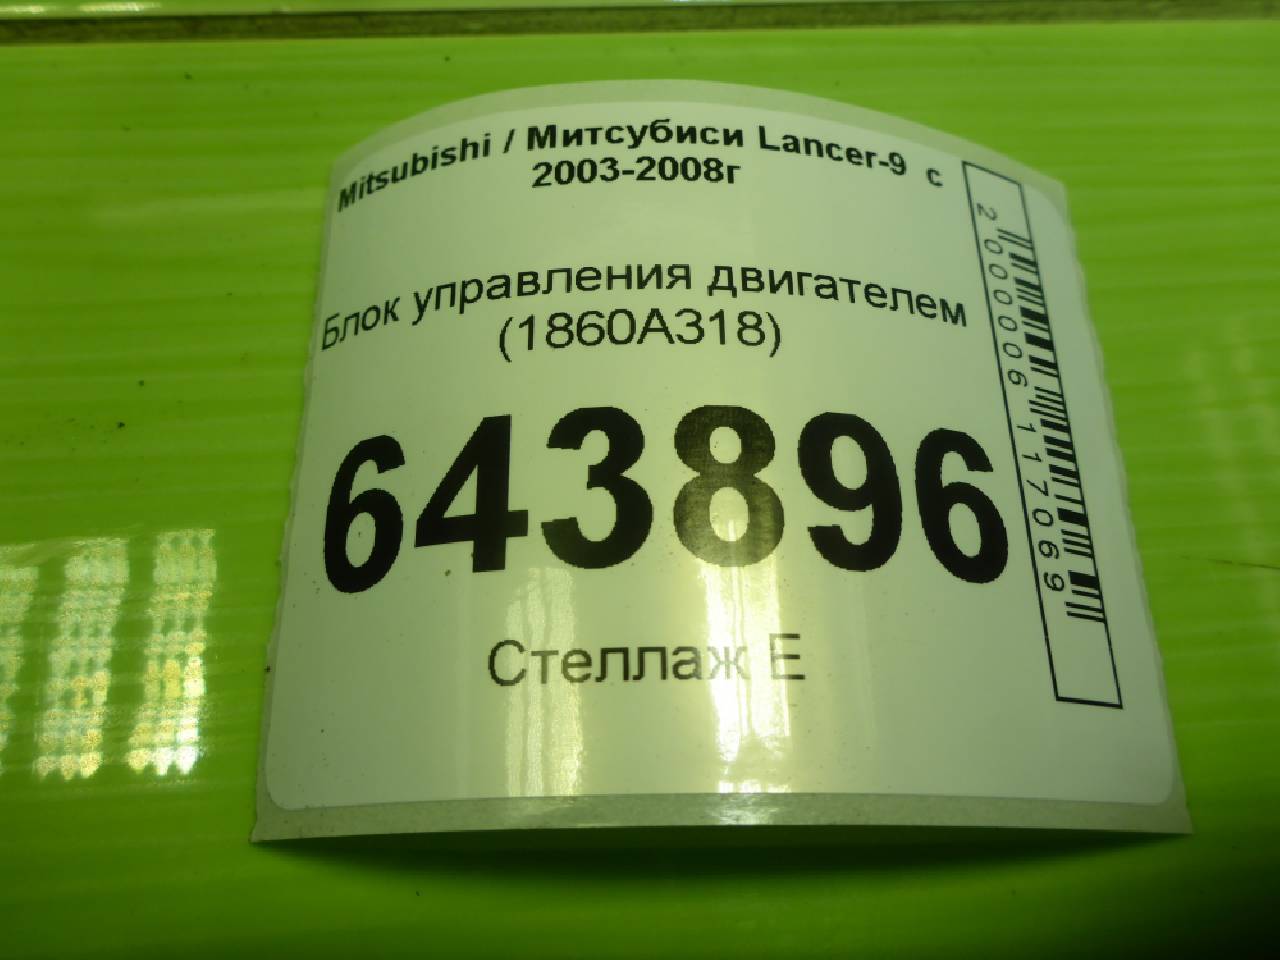 Mitsubishi / Митсубиси Lancer-9 с
2003-2008г
Блок управления двигателем
(1860A318)
643896
Стеллаж Е
2000006117069